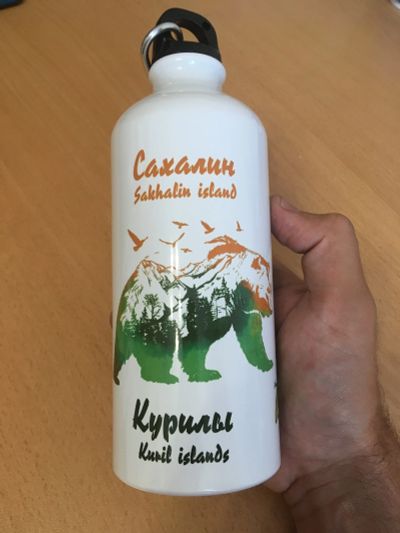 Сахалин
Sakhalin island
Курилы
Kuril islands